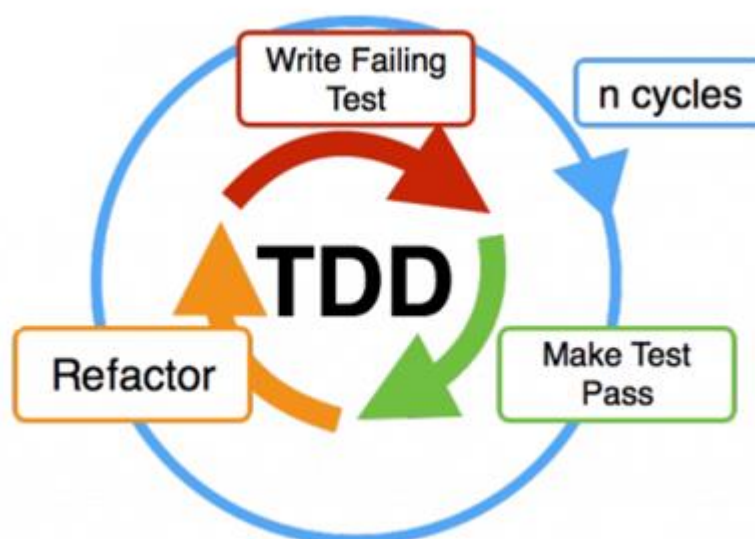 Write Failing
Test
n cycles
TDD
Refactor
Make Test
Pass